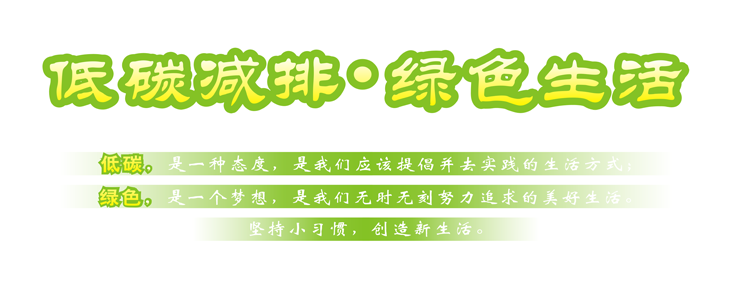 低碳减排•绿色生活
低碳，是一种态度，是我们应该提倡并去实践的生活方式；
绿色，是一个梦想，是我们无时无刻努力追求的美好生活。
坚持小习惯，创造新生活。